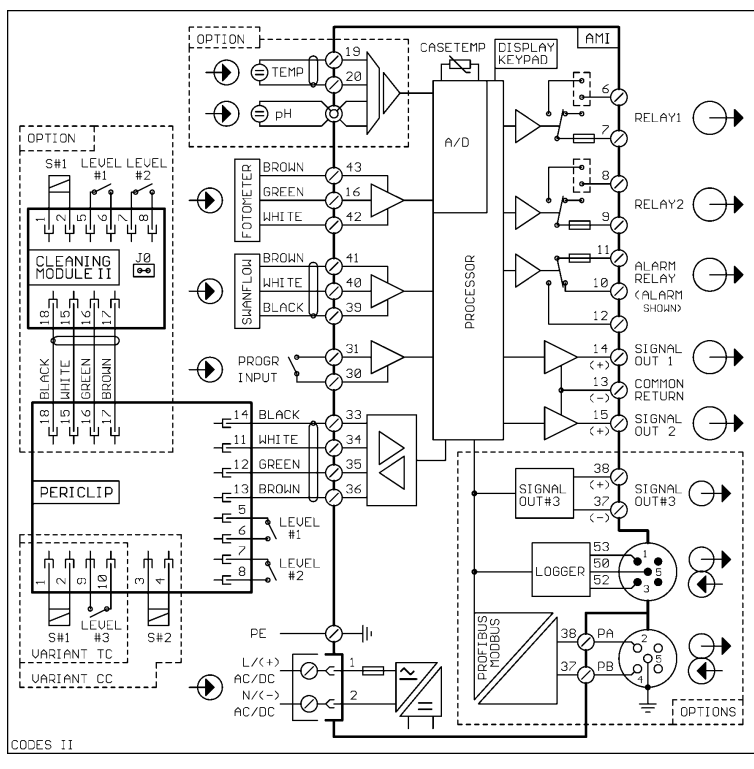 OPTION
AMI
19
TEMP
20
pH
CASETEMP
DISPLAY
KEYPAD
A/D
PROCESSOR
6
RELAY1
7
8
RELAY2
9
11
ALARM
RELAY
10
(ALARM
SHOWN)
12
14
(+)
SIGNAL
OUT 1
13
(-)
COMMON
RETURN
15
(+)
SIGNAL
OUT 2
OPTION
S#1
LEVEL
#1
LEVEL
#2
1
2
5
6
7
8
CLEANING
MODULE II
J0
18
15
16
17
BLACK
WHITE
GREEN
BROWN
18
15
16
17
FOTOMETER
BROWN
43
GREEN
16
WHITE
42
SWANFLOW
BROWN
41
WHITE
40
BLACK
39
PROGR
INPUT
31
30
PERICLIP
14 BLACK 33
11 WHITE 34
12 GREEN 35
13 BROWN 36
5
6
LEVEL
#1
7
8
LEVEL
#2
1
2
9
10
3
4
S#1
LEVEL
#3
S#2
VARIANT TC
VARIANT CC
PE
L/(+)
AC/DC
1
N/(-)
AC/DC
2
SIGNAL
OUT#3
38
(+)
37
(-)
SIGNAL
OUT#3
LOGGER
53
50
52
1
5
3
PROFIBUS
MODBUS
38 PA
37 PB
2
5
4
OPTIONS
CODES II